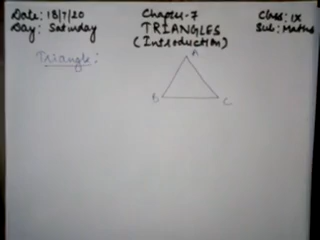 Date: 18/7/20 Chapter-7 Class: IX
Day: Saturday TRIANGLES Sub: Maths
(Introduction)
Triangle:
A
B C